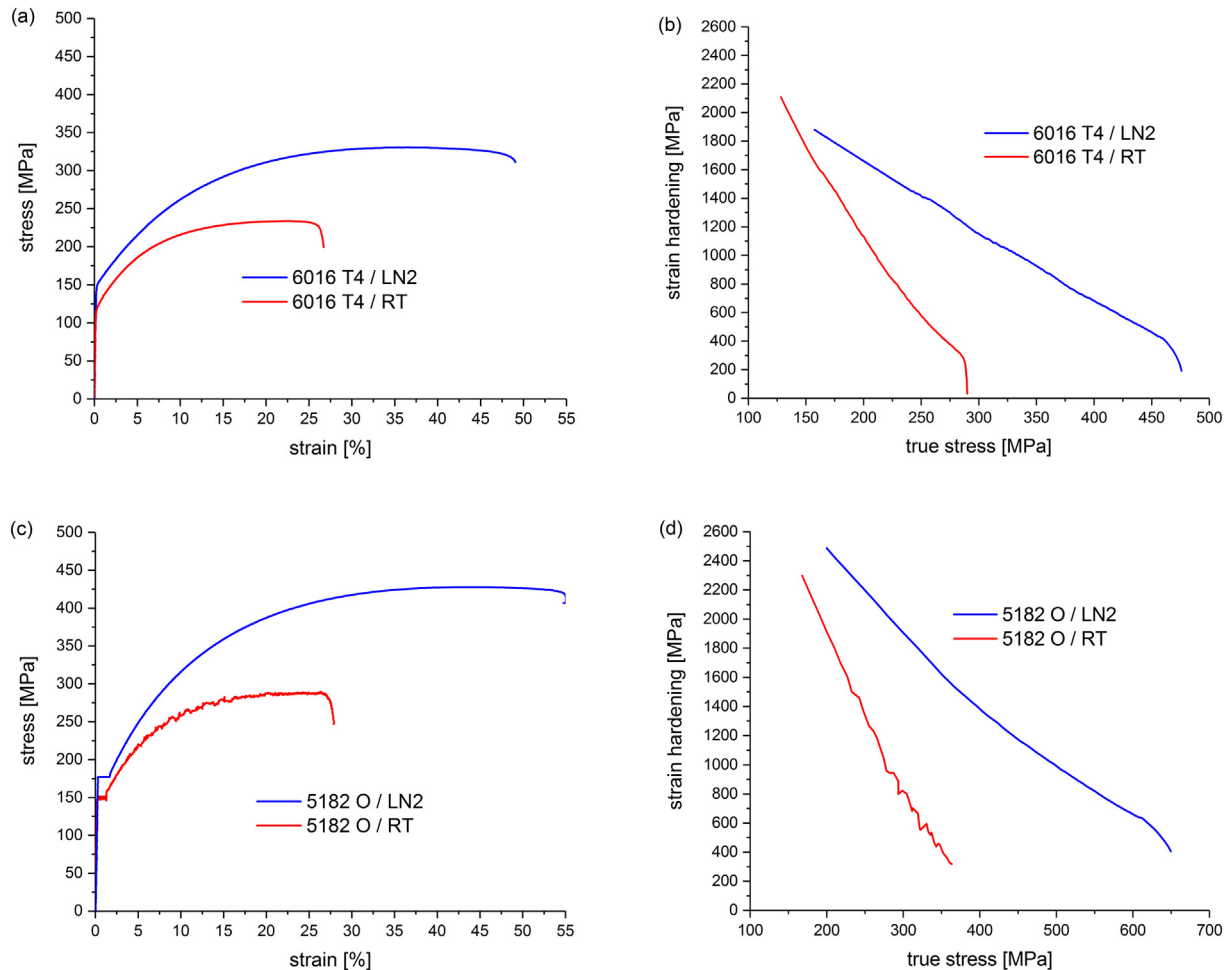 (a)
500
450
400
350
300
250
200
150
100
50
0
stress [MPa]
6016 T4 / LN2
6016 T4 / RT
0 5 10 15 20 25 30 35 40 45 50 55
strain [%]
(b)
2600
2400
2200
2000
1800
1600
1400
1200
1000
800
600
400
200
0
strain hardening [MPa]
6016 T4 / LN2
6016 T4 / RT
100 150 200 250 300 350 400 450 500
true stress [MPa]
(c)
500
450
400
350
300
250
200
150
100
50
0
stress [MPa]
5182 O / LN2
5182 O / RT
0 5 10 15 20 25 30 35 40 45 50 55
strain [%]
(d)
2600
2400
2200
2000
1800
1600
1400
1200
1000
800
600
400
200
0
strain hardening [MPa]
5182 O / LN2
5182 O / RT
100 200 300 400 500 600 700
true stress [MPa]